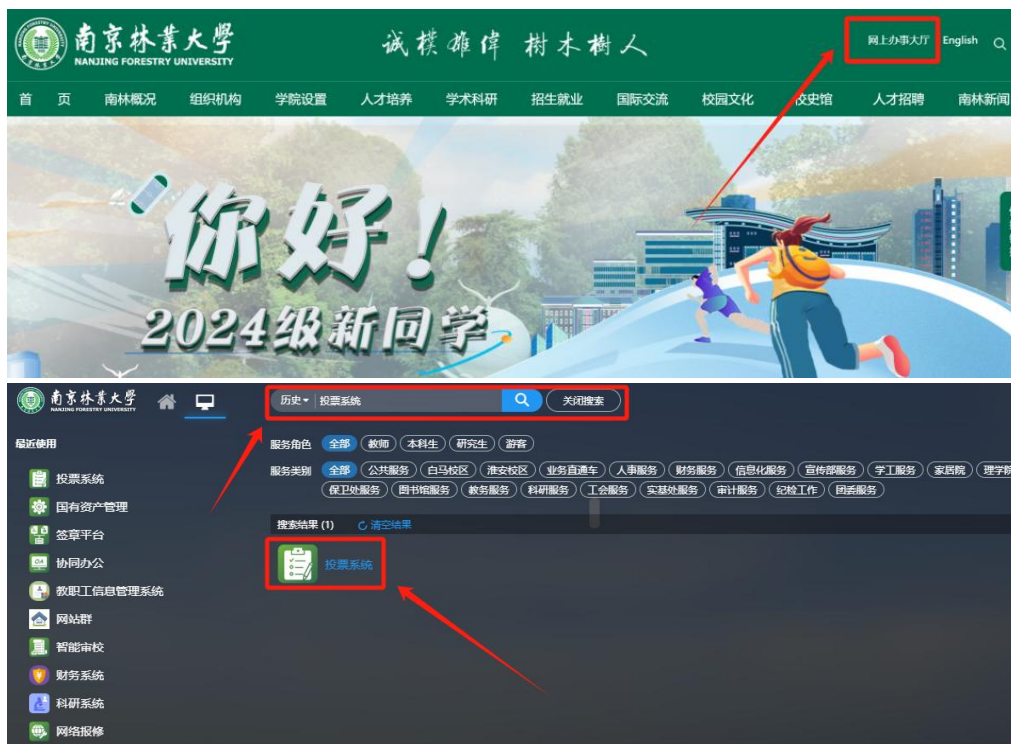 南京林業大學
NANJING FORESTRY UNIVERSITY
诚樸雄偉 樹木樹人
网上办事大厅 English
首 页 南林概况 组织机构 学院设置 人才培养 学术科研 招生就业 国际交流 校园文化 校史馆 人才招聘 南林新闻
你好！
2024级新同学
南京林業大學
NANJING FORESTRY UNIVERSITY
历史 投票系统 关闭搜索
最近使用
投票系统
国有资产管理
签章平台
协同办公
教职工信息管理系统
网站群
智能审校
财务系统
科研系统
网络报修
服务角色 全部 教师 本科生 研究生 游客
服务类别 全部 公共服务 白马校区 淮安校区 业务直通车 人事服务 财务服务 信息化服务 宣传部服务 学工服务 家居院 理学院
保卫处服务 图书馆服务 教务服务 科研服务 工会服务 实基处服务 审计服务 纪检工作 团委服务
搜索结果 (1) 清空结果
投票系统